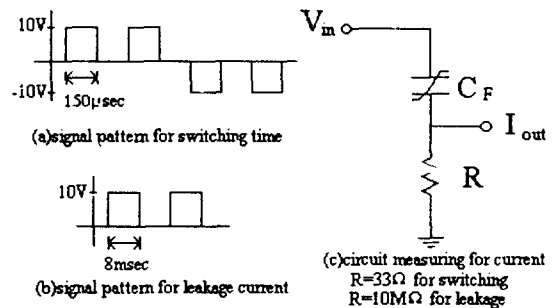 10V
-10V
150μsec
(a)signal pattern for switching time
10V
8msec
(b)signal pattern for leakage current
Vin
CF
I out
R
(c)circuit measuring for current
R=33Ω for switching
R=10MΩ for leakage